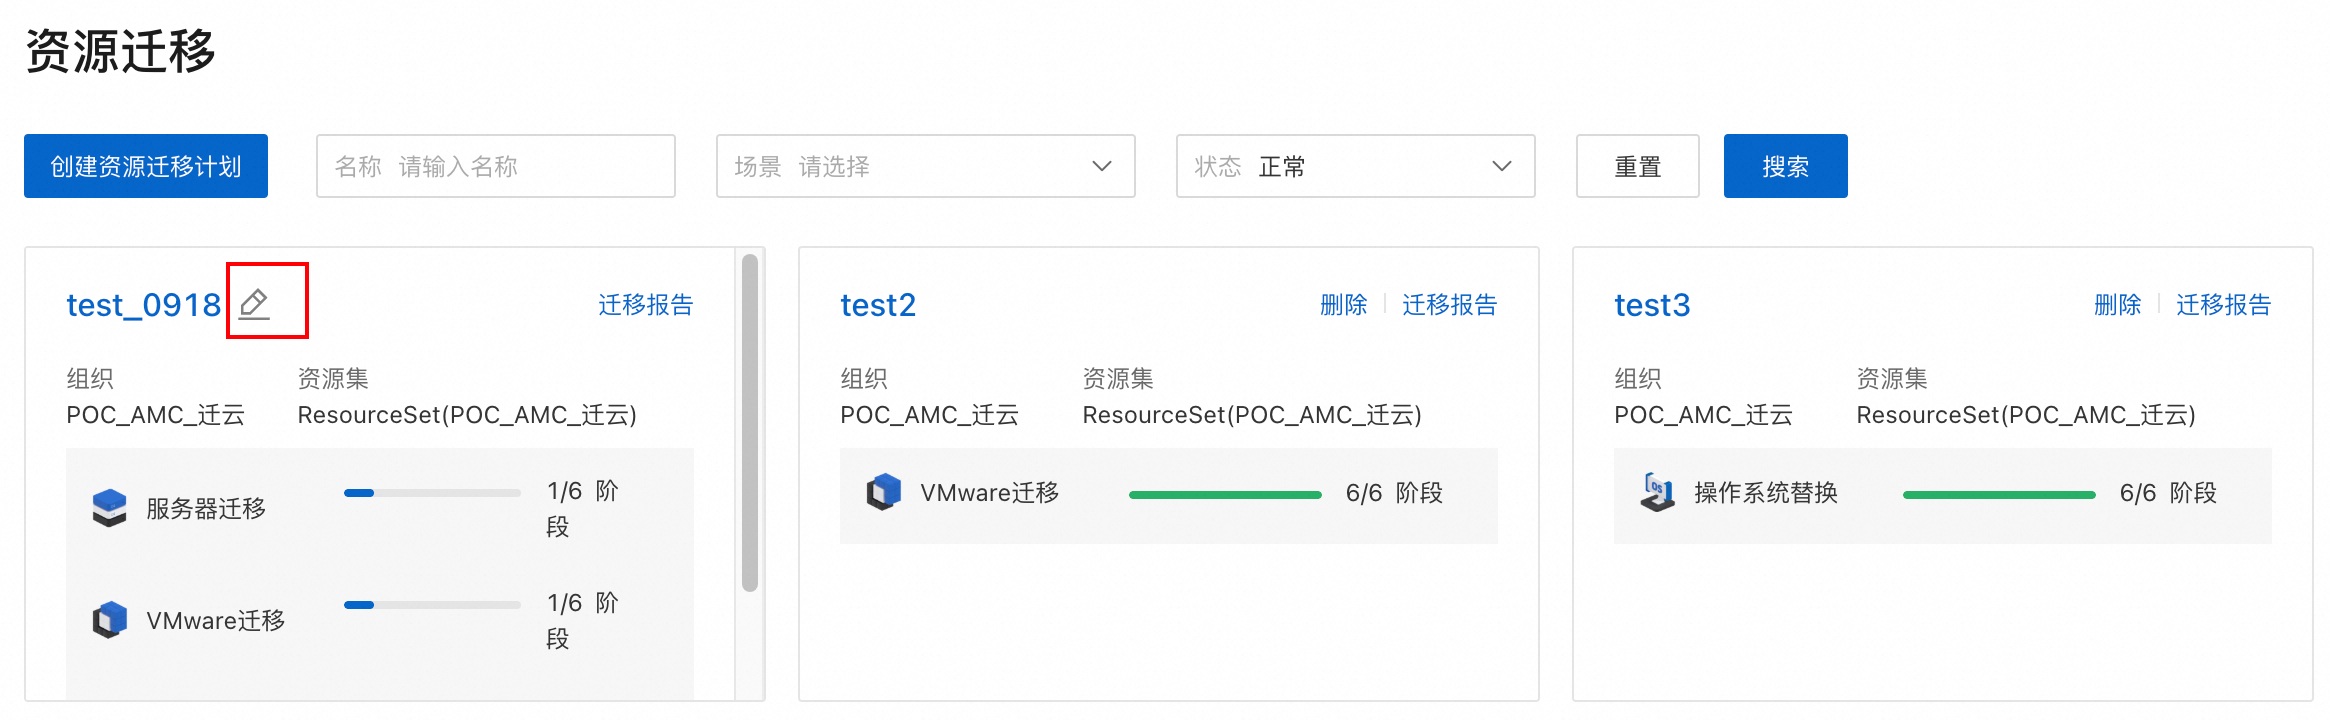 资源迁移
创建资源迁移计划 名称 请输入名称 场景 请选择 状态 正常 重置 搜索
test_0918 迁移报告
组织 资源集
POC_AMC_迁云 ResourceSet(POC_AMC_迁云)
服务器迁移 1/6 阶
段
VMware迁移 1/6 阶
段
test2 删除 迁移报告
组织 资源集
POC_AMC_迁云 ResourceSet(POC_AMC_迁云)
VMware迁移 6/6 阶段
test3 删除 迁移报告
组织 资源集
POC_AMC_迁云 ResourceSet(POC_AMC_迁云)
OS 操作系统替换 6/6 阶段